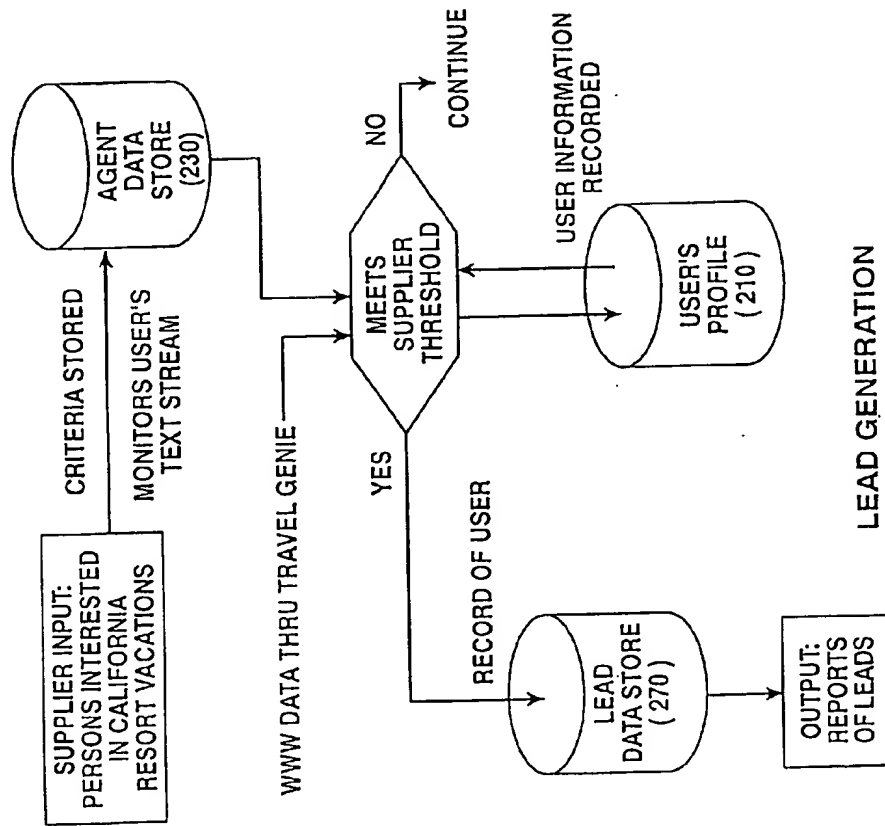 SUPPLIER INPUT:
PERSONS INTERESTED
IN CALIFORNIA
RESORT VACATIONS
CRITERIA STORED
MONITORS USER'S
TEXT STREAM
AGENT
DATA
STORE
(230)
WWW DATA THRU TRAVEL GENIE
MEETS
SUPPLIER
THRESHOLD
NO
CONTINUE
YES
RECORD OF USER
USER INFORMATION
RECORDED
USER'S
PROFILE
(210)
LEAD
DATA STORE
(270)
OUTPUT:
REPORTS
OF LEADS
LEAD GENERATION